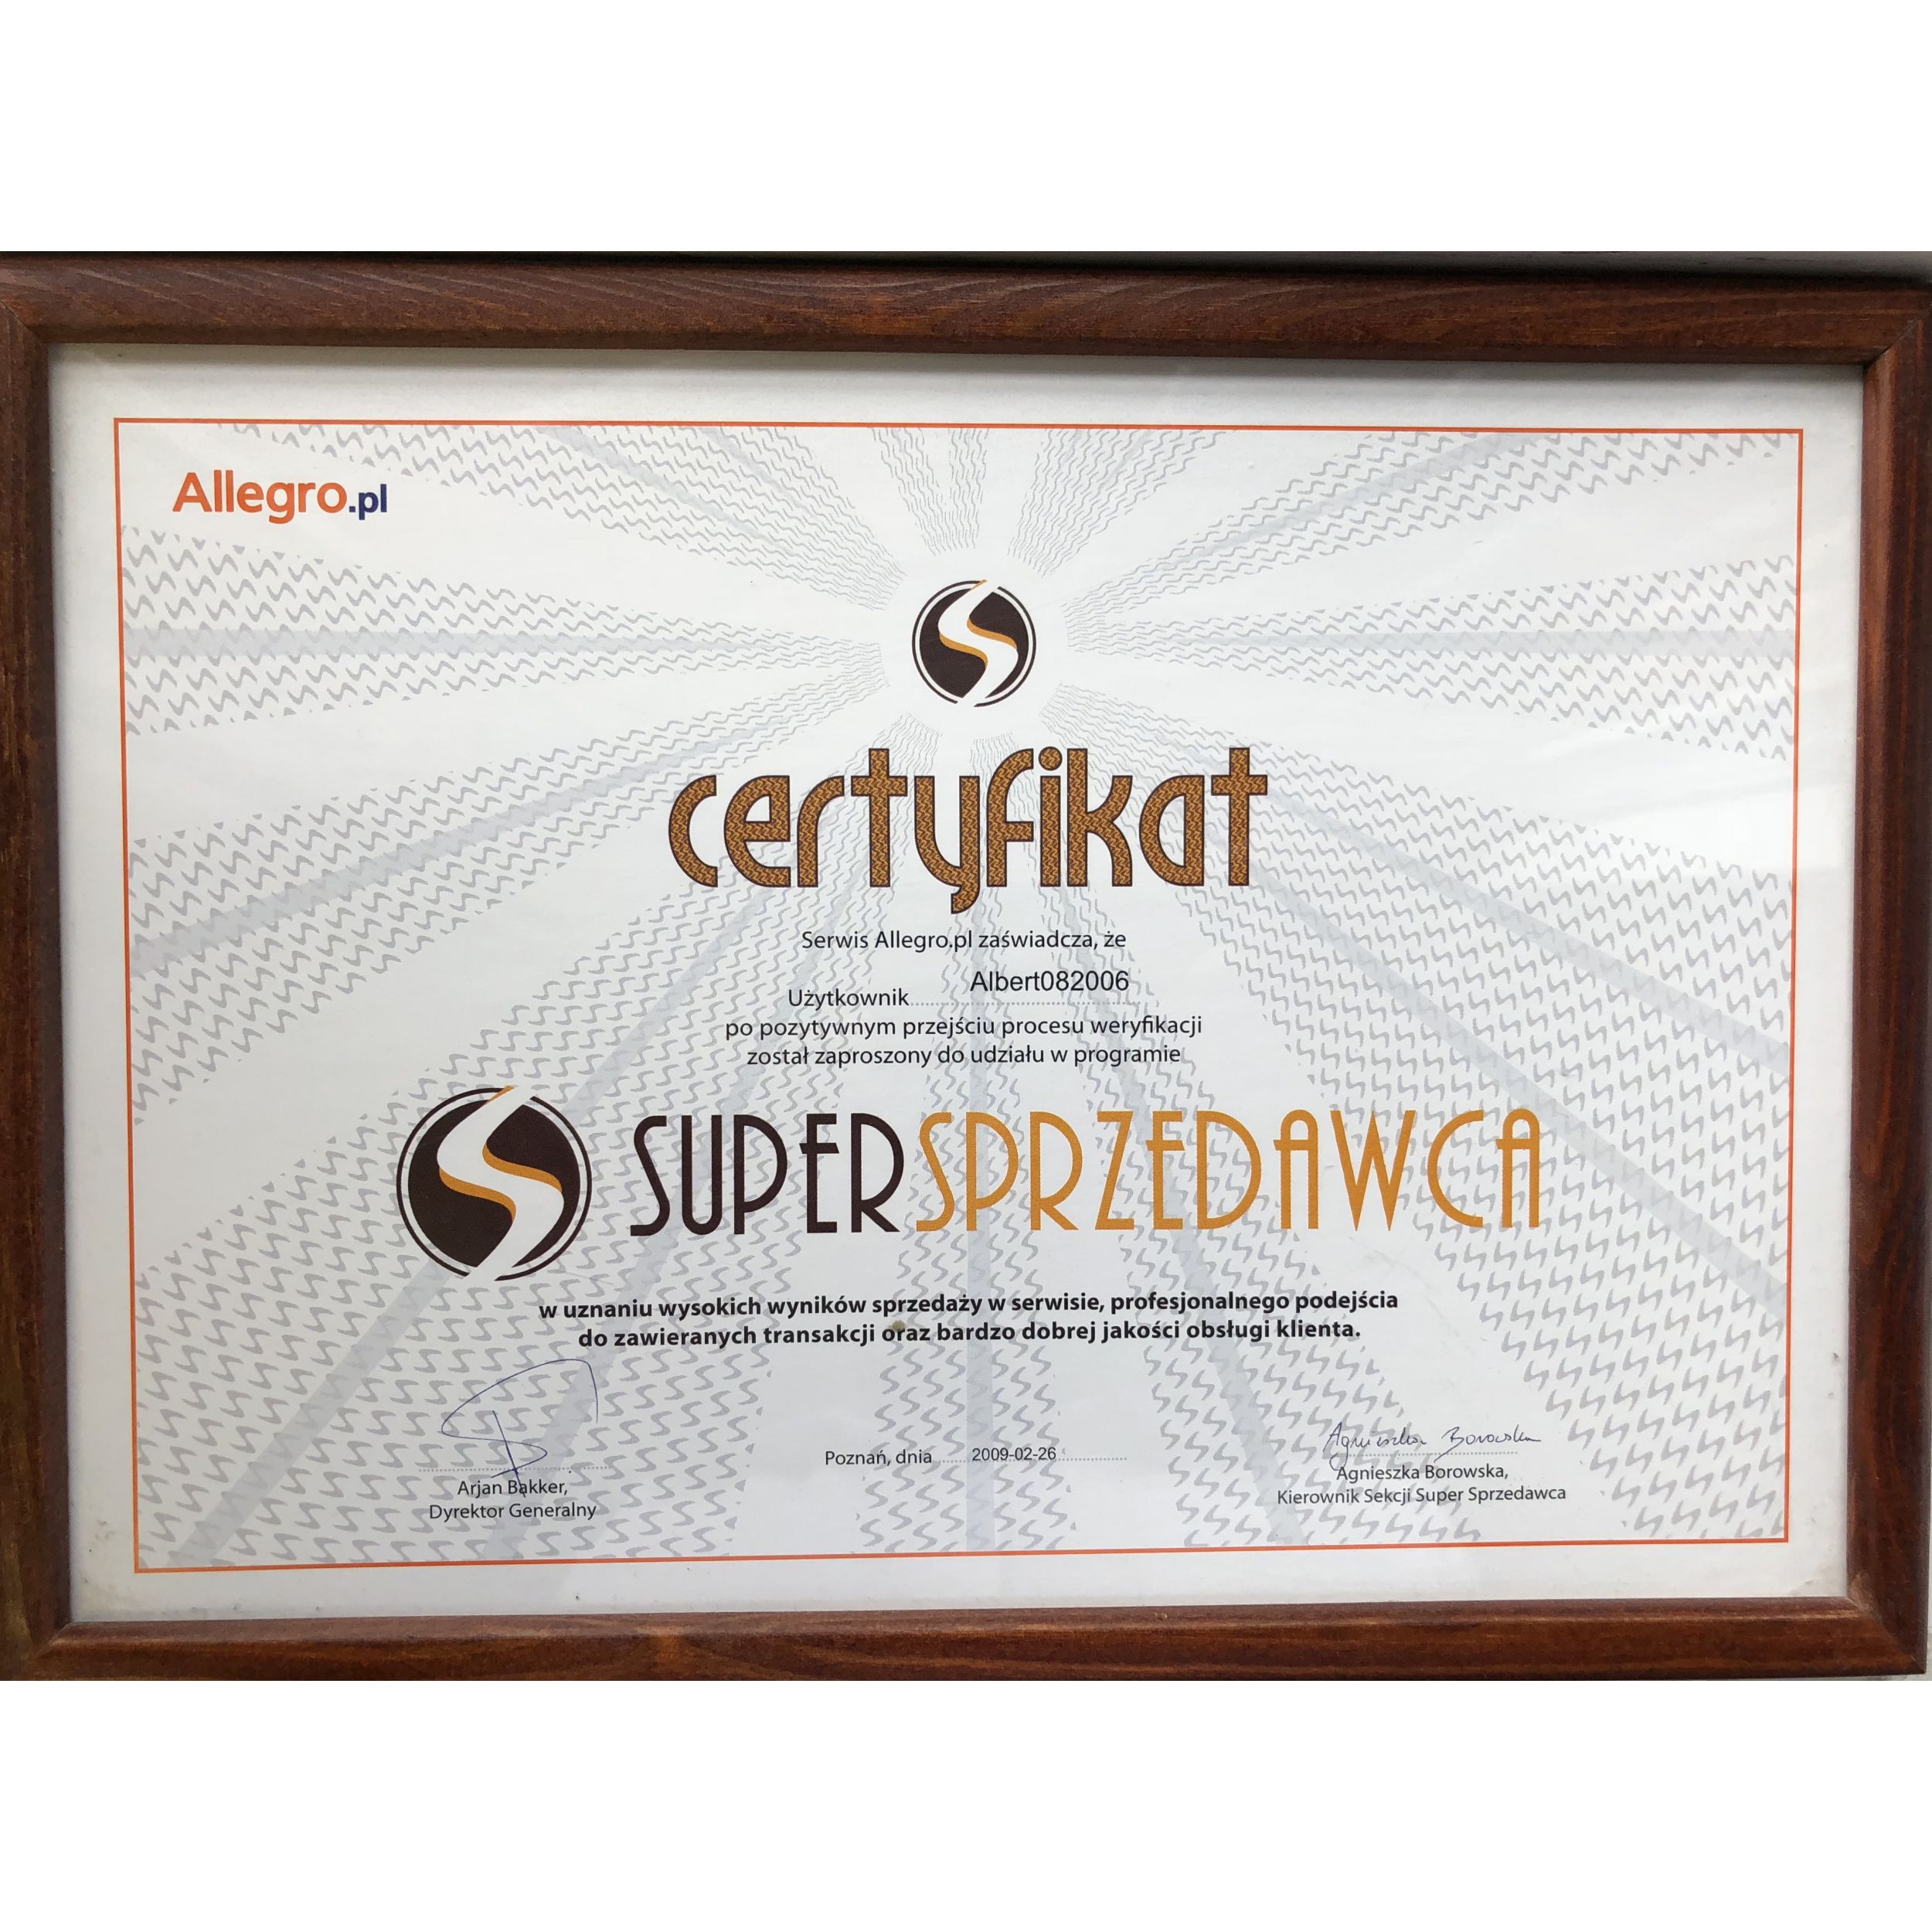 Allegro.pl
certyfikat
Serwis Allegro.pl zaświadcza, że
Użytkownik Albert082006
po pozytywnym przejściu procesu weryfikacji
został zaproszony do udziału w programie
SUPERSPRZEDAWCA
w uznaniu wysokich wyników sprzedaży w serwisie, profesjonalnego podejścia
do zawieranych transakcji oraz bardzo dobrej jakości obsługi klienta.
Agnieszka Borowska
Poznań, dnia 2009-02-26
Arjan Bakker,
Dyrektor Generalny
Agnieszka Borowska,
Kierownik Sekcji Super Sprzedawca